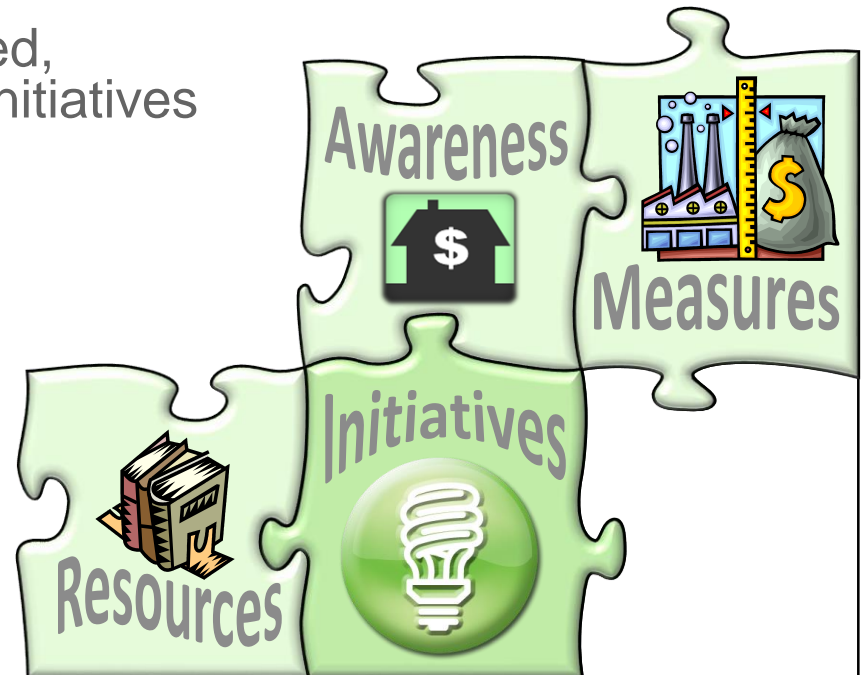 ed,
nitiatives
Awareness
$
$
Measures
Initiatives
Resources